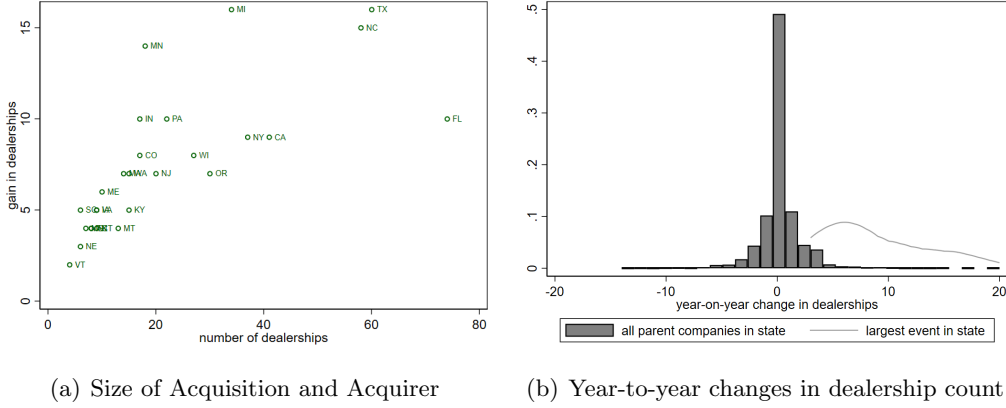 15
10
5
0
gain in dealerships
MI
TX
NC
MN
IN
PA
FL
NY
CA
CO
WI
NJ
OR
ME
KY
MT
NE
VT
0 20 40 60 80
number of dealerships
.5
.4
.3
.2
.1
0
-20 -10 0 10 20
year-on-year change in dealerships
all parent companies in state
largest event in state
(a) Size of Acquisition and Acquirer
(b) Year-to-year changes in dealership count